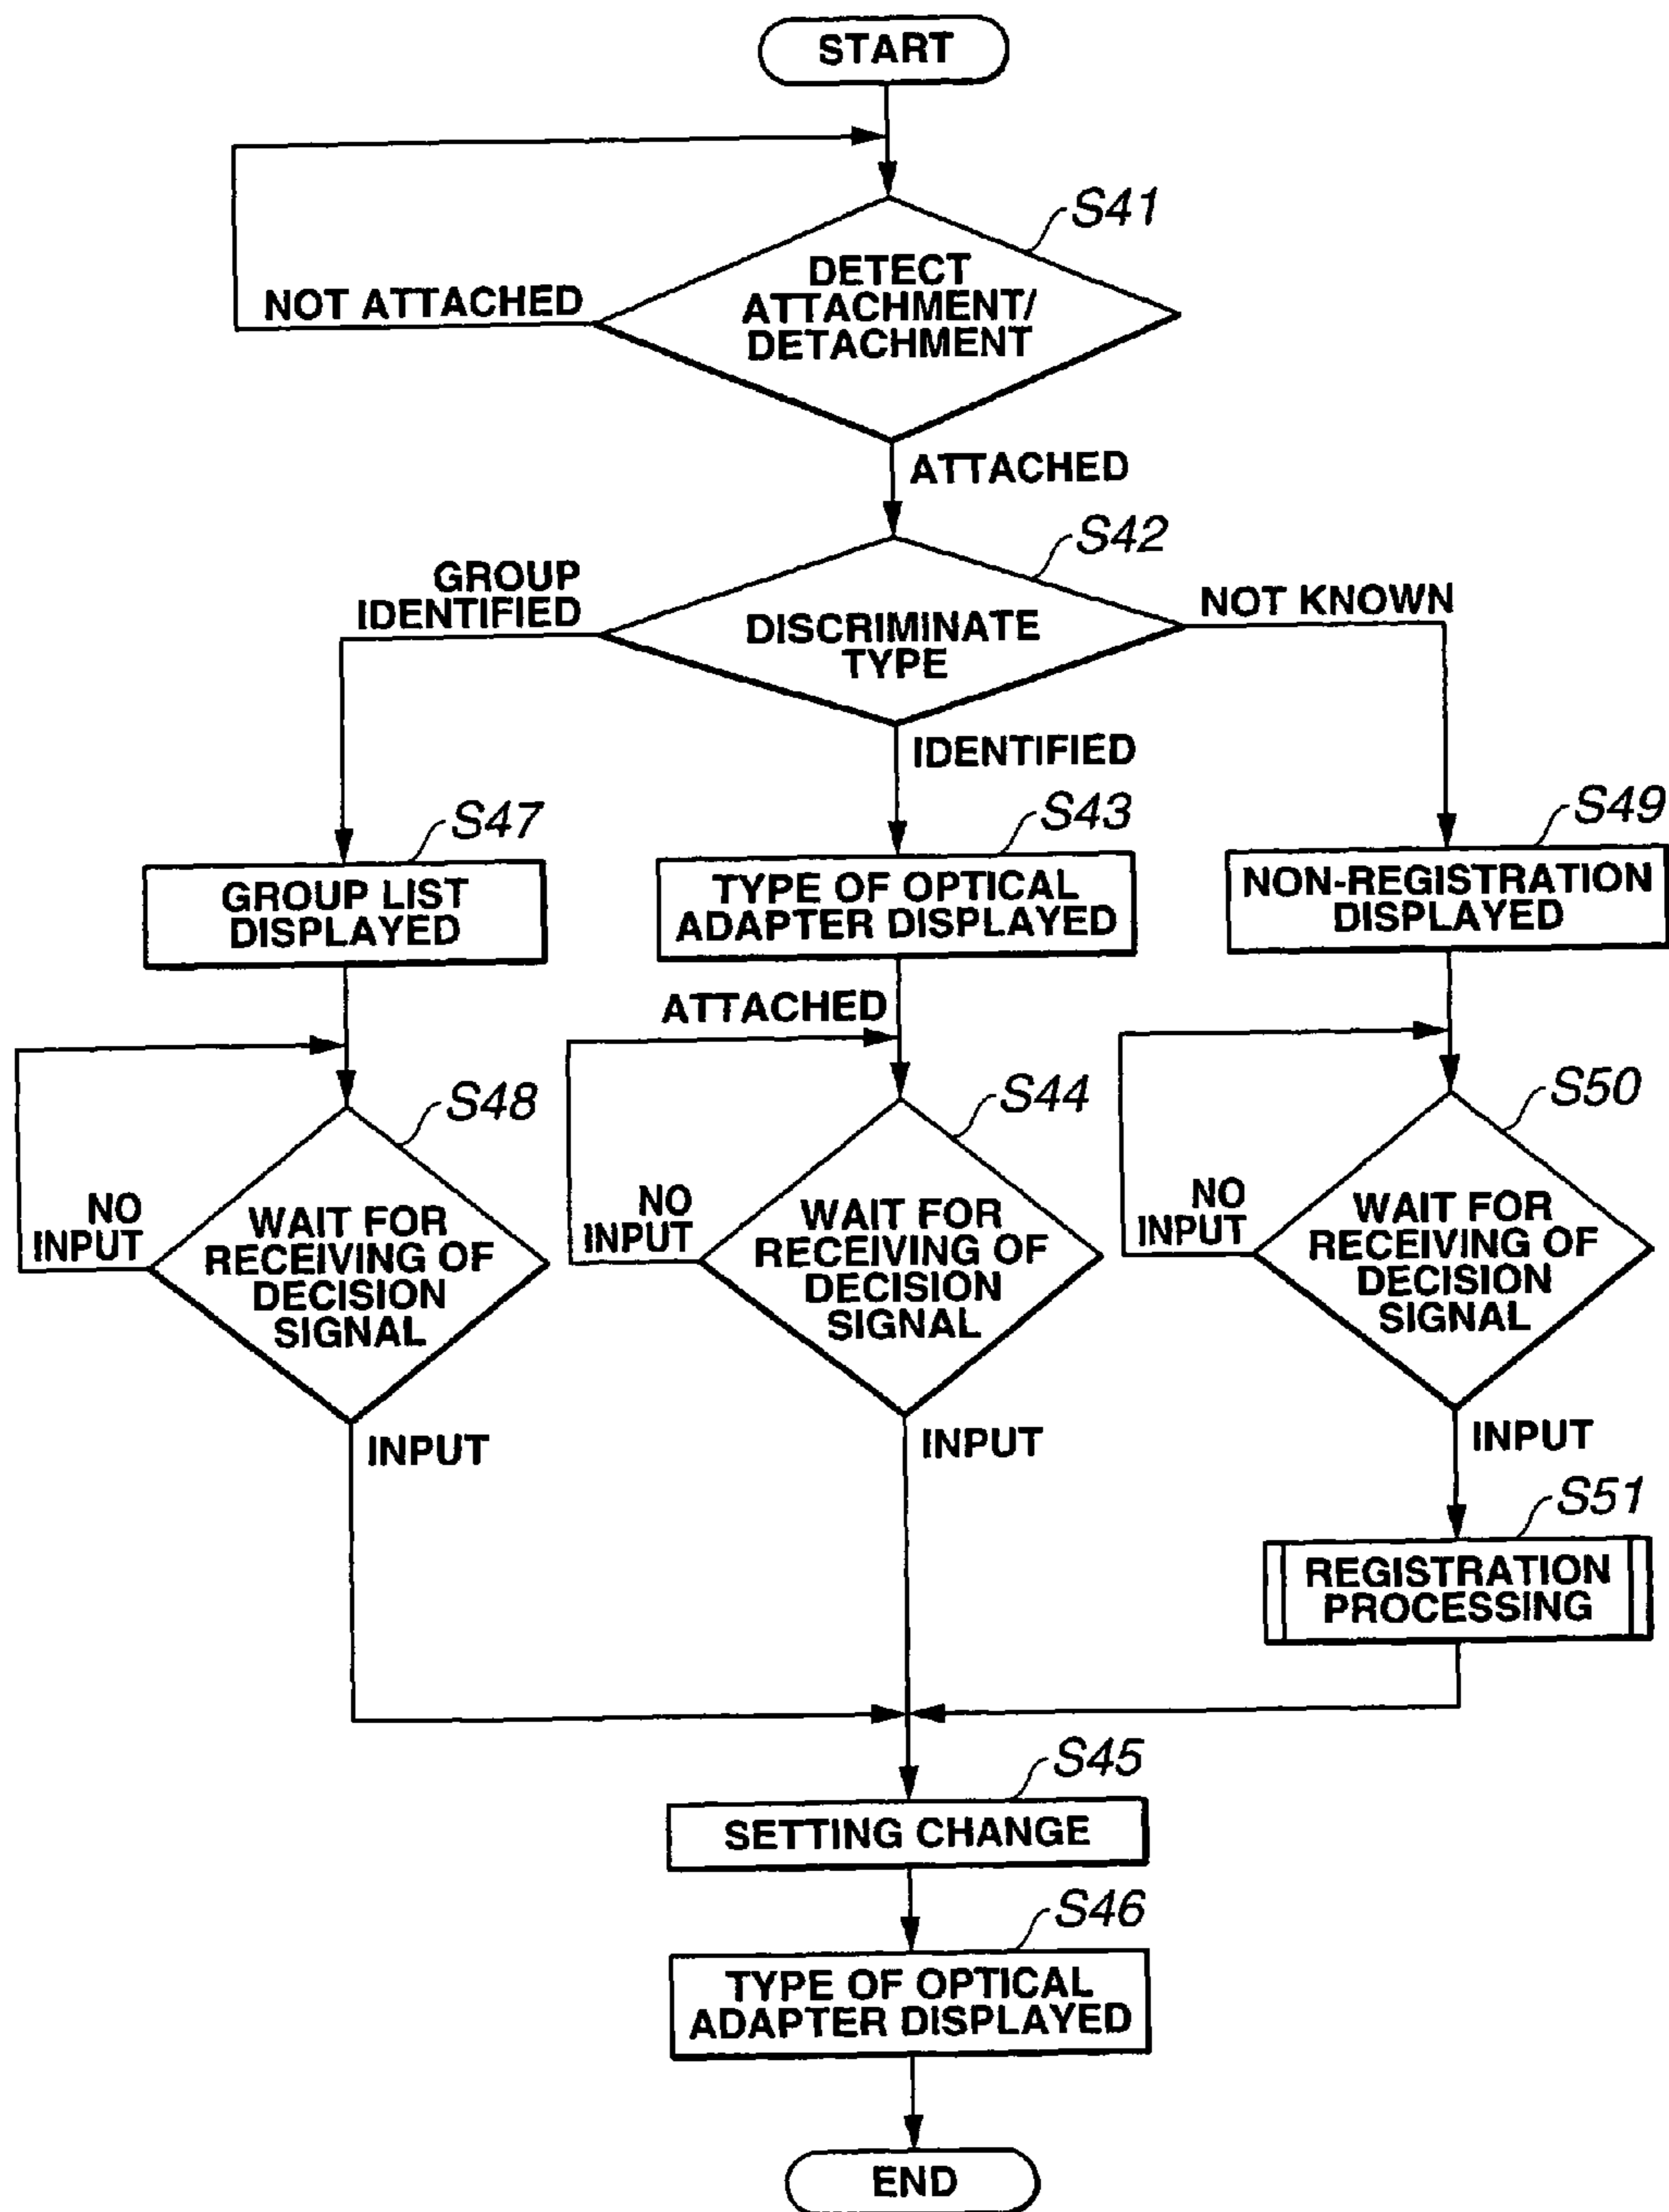 START
S41
DETECT
ATTACHMENT/
DETACHMENT
NOT ATTACHED
ATTACHED
S42
GROUP
IDENTIFIED
DISCRIMINATE
TYPE
NOT KNOWN
IDENTIFIED
S47
GROUP LIST
DISPLAYED
S43
TYPE OF OPTICAL
ADAPTER DISPLAYED
S49
NON-REGISTRATION
DISPLAYED
ATTACHED
S48
NO
INPUT
WAIT FOR
RECEIVING OF
DECISION
SIGNAL
INPUT
S44
NO
INPUT
WAIT FOR
RECEIVING OF
DECISION
SIGNAL
INPUT
S50
NO
INPUT
WAIT FOR
RECEIVING OF
DECISION
SIGNAL
INPUT
S51
REGISTRATION
PROCESSING
S45
SETTING CHANGE
S46
TYPE OF OPTICAL
ADAPTER DISPLAYED
END